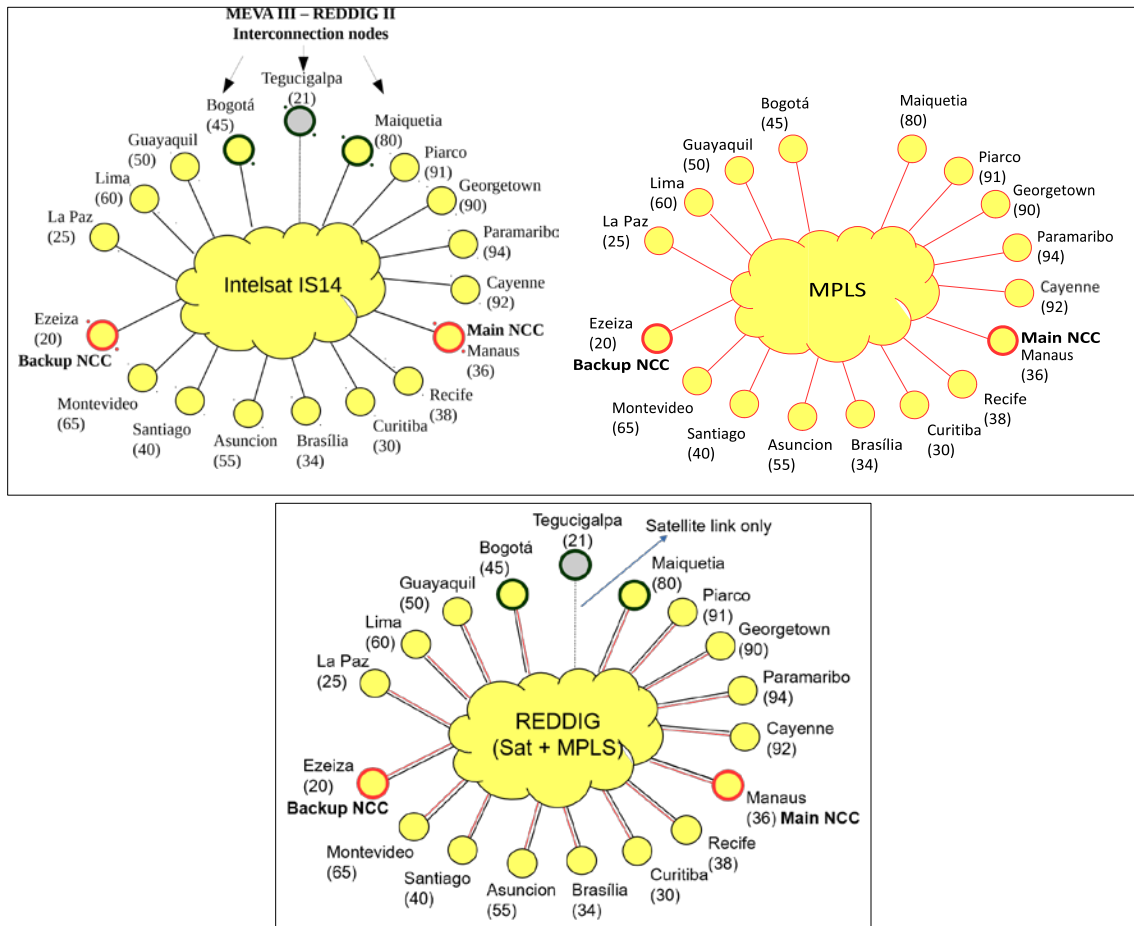 MEVA III – REDDIG II
Interconnection nodes
Tegucigalpa
(21)
Bogotá
(45)
Maiquetia
(80)
Guayaquil
(50)
Piarco
(91)
Lima
(60)
Georgetown
(90)
La Paz
(25)
Paramaribo
(94)
Intelsat IS14
Cayenne
(92)
Ezeiza
(20)
Backup NCC
Main NCC
Manaus
(36)
Montevideo
(65)
Recife
(38)
Santiago
(40)
Curitiba
(30)
Asuncion
(55)
Brasília
(34)
Bogotá
(45)
Maiquetia
(80)
Guayaquil
(50)
Piarco
(91)
Lima
(60)
Georgetown
(90)
La Paz
(25)
Paramaribo
(94)
MPLS
Cayenne
(92)
Ezeiza
(20)
Backup NCC
Main NCC
Manaus
(36)
Montevideo
(65)
Recife
(38)
Santiago
(40)
Curitiba
(30)
Asuncion
(55)
Brasília
(34)
Tegucigalpa
(21)
Satellite link only
Bogotá
(45)
Maiquetia
(80)
Guayaquil
(50)
Piarco
(91)
Lima
(60)
Georgetown
(90)
La Paz
(25)
Paramaribo
(94)
REDDIG
(Sat + MPLS)
Cayenne
(92)
Ezeiza
(20)
Backup NCC
Manaus
(36) Main NCC
Montevideo
(65)
Recife
(38)
Santiago
(40)
Curitiba
(30)
Asuncion
(55)
Brasília
(34)